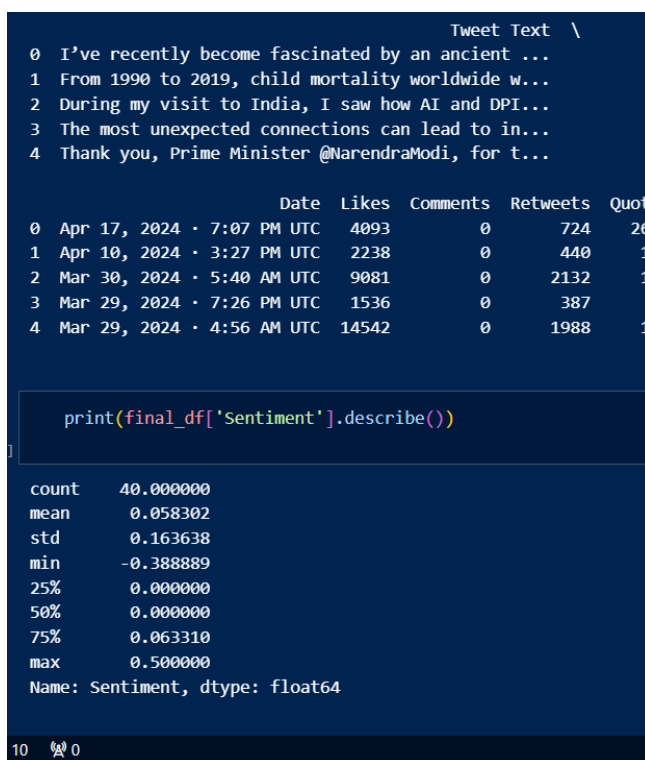 Tweet Text \
0 I’ve recently become fascinated by an ancient ...
1 From 1990 to 2019, child mortality worldwide w...
2 During my visit to India, I saw how AI and DPI...
3 The most unexpected connections can lead to in...
4 Thank you, Prime Minister @NarendraModi, for t...
Date Likes Comments Retweets Quot
0 Apr 17, 2024 · 7:07 PM UTC 4093 0 724 26
1 Apr 10, 2024 · 3:27 PM UTC 2238 0 440 1
2 Mar 30, 2024 · 5:40 AM UTC 9081 0 2132 1
3 Mar 29, 2024 · 7:26 PM UTC 1536 0 387
4 Mar 29, 2024 · 4:56 AM UTC 14542 0 1988 1
print(final_df['Sentiment'].describe())
]
count 40.000000
mean 0.058302
std 0.163638
min -0.388889
25% 0.000000
50% 0.000000
75% 0.063310
max 0.500000
Name: Sentiment, dtype: float64
10 0